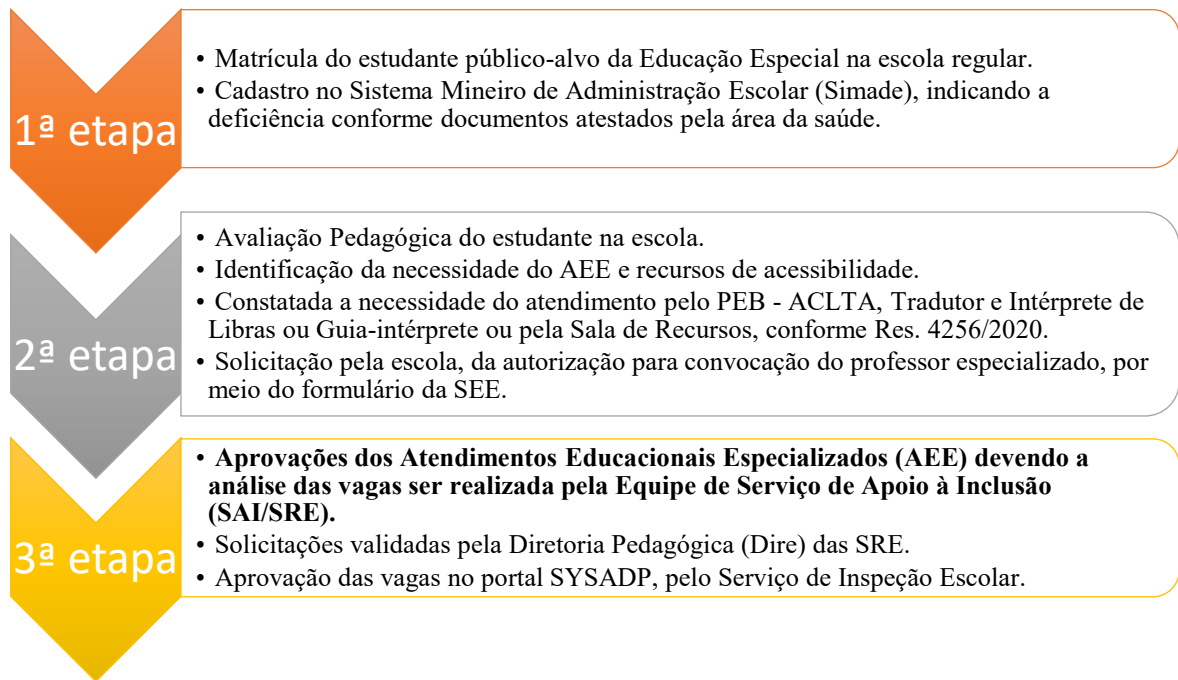 1ª etapa
• Matrícula do estudante público-alvo da Educação Especial na escola regular.
• Cadastro no Sistema Mineiro de Administração Escolar (Simade), indicando a
deficiência conforme documentos atestados pela área da saúde.
2ª etapa
• Avaliação Pedagógica do estudante na escola.
• Identificação da necessidade do AEE e recursos de acessibilidade.
• Constatada a necessidade do atendimento pelo PEB - ACLTA, Tradutor e Intérprete de
Libras ou Guia-intérprete ou pela Sala de Recursos, conforme Res. 4256/2020.
• Solicitação pela escola, da autorização para convocação do professor especializado, por
meio do formulário da SEE.
3ª etapa
• Aprovações dos Atendimentos Educacionais Especializados (AEE) devendo a
análise das vagas ser realizada pela Equipe de Serviço de Apoio à Inclusão
(SAI/SRE).
• Solicitações validadas pela Diretoria Pedagógica (Dire) das SRE.
• Aprovação das vagas no portal SYSADP, pelo Serviço de Inspeção Escolar.